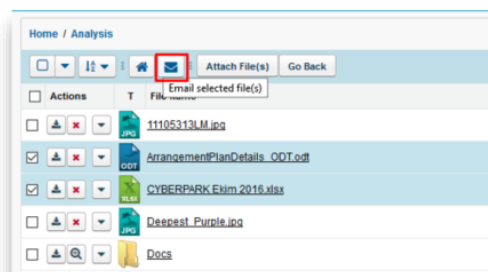 Home / Analysis
Attach File(s) Go Back
Email selected file(s)
Actions T File Name
JPG 11105313LM.jpg
ODT ArrangementPlanDetails_ODT.odt
XLSX CYBERPARK Ekim 2016.xlsx
JPG Deepest_Purple.jpg
Docs